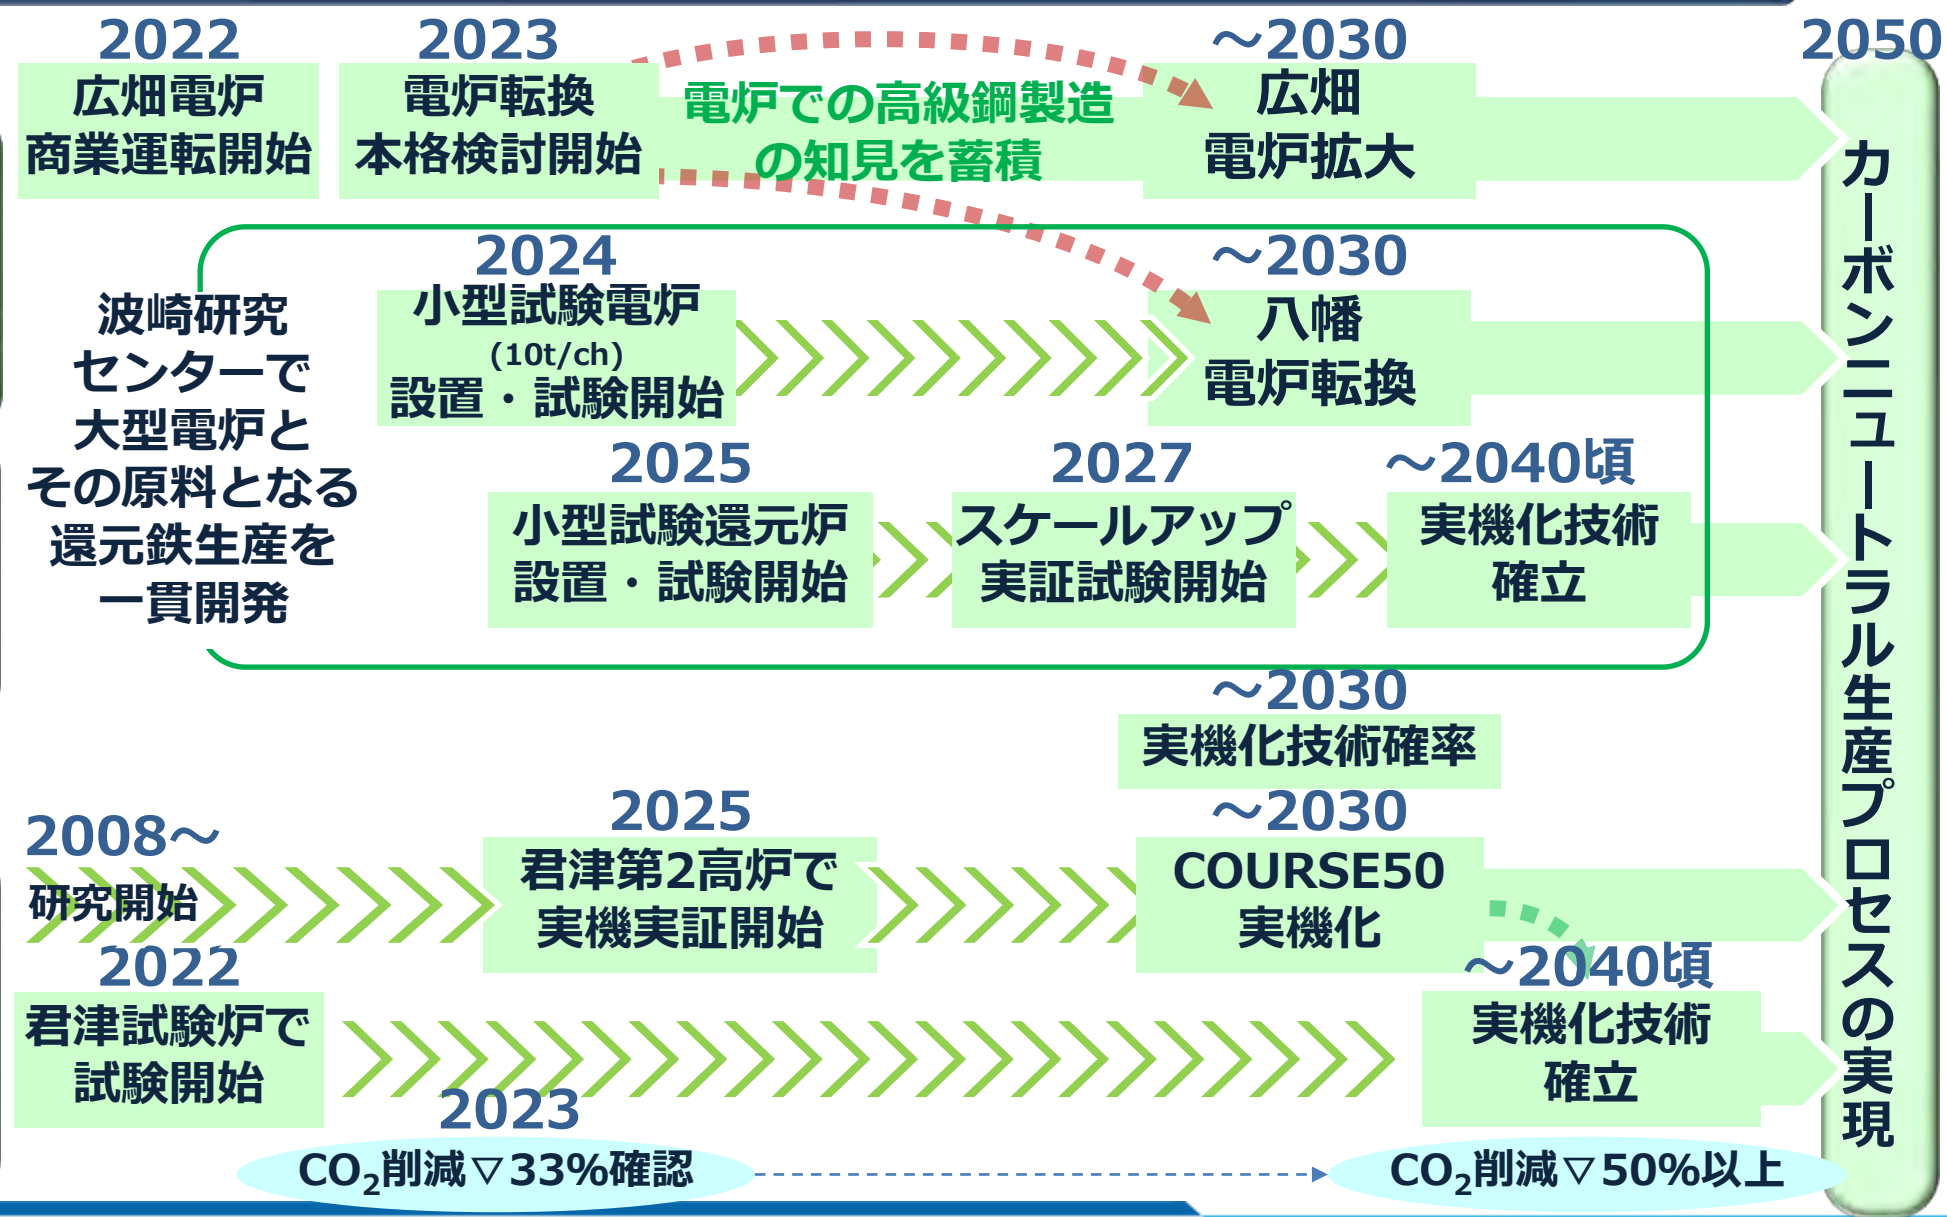 2022
広畑電炉
商業運転開始
2023
電炉転換
本格検討開始
電炉での高級鋼製造
の知見を蓄積
～2030
広畑
電炉拡大
2050
カーボンニュートラル生産プロセスの実現
波崎研究
センターで
大型電炉と
その原料となる
還元鉄生産を
一貫開発
2024
小型試験電炉
(10t/ch)
設置・試験開始
～2030
八幡
電炉転換
2025
小型試験還元炉
設置・試験開始
2027
スケールアップ
実証試験開始
～2040頃
実機化技術
確立
～2030
実機化技術確率
2008～
研究開始
2025
君津第2高炉で
実機実証開始
～2030
COURSE50
実機化
2022
君津試験炉で
試験開始
～2040頃
実機化技術
確立
2023
CO₂削減▽33%確認
CO₂削減▽50%以上